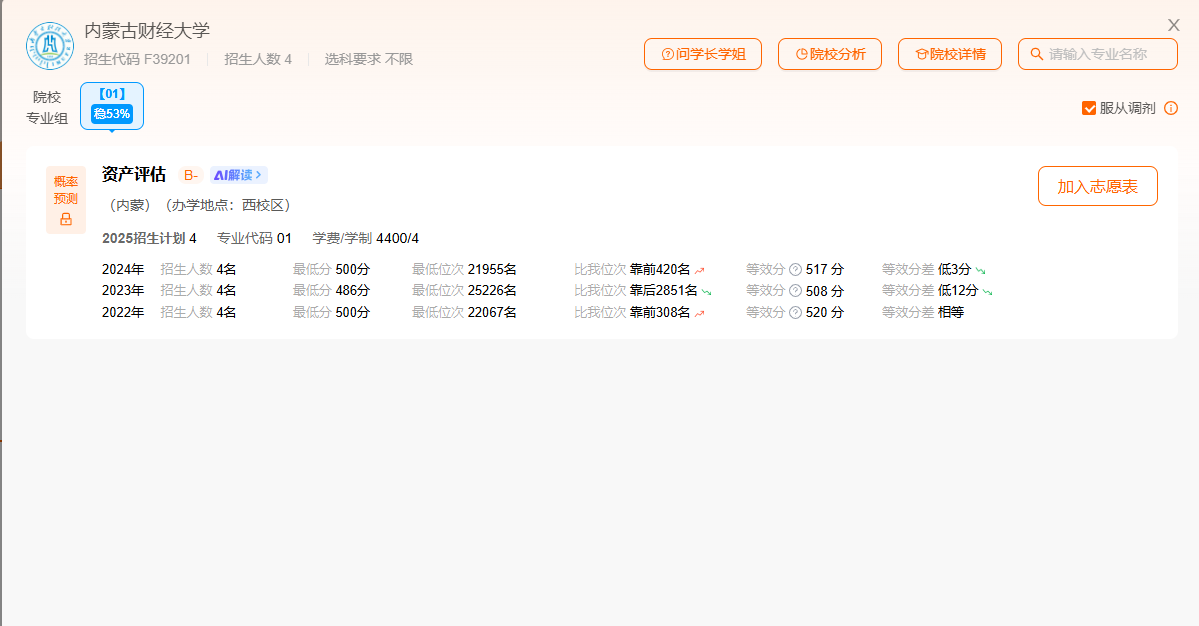 内蒙古财经大学
招生代码 F39201 招生人数 4 选科要求 不限
问学长学姐 院校分析 院校详情 请输入专业名称
院校
专业组
【01】
稳53%
服从调剂
概率
预测
资产评估 B- AI解读 >
（内蒙）（办学地点：西校区）
2025招生计划 4 专业代码 01 学费/学制 4400/4
2024年 招生人数 4名 最低分 500分 最低位次 21955名 比我位次 靠前420名 等效分 517 分 等效分差 低3分
2023年 招生人数 4名 最低分 486分 最低位次 25226名 比我位次 靠后2851名 等效分 508 分 等效分差 低12分
2022年 招生人数 4名 最低分 500分 最低位次 22067名 比我位次 靠前308名 等效分 520 分 等效分差 相等
加入志愿表